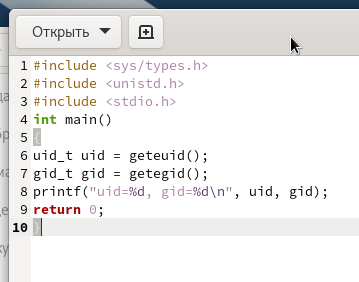 Открыть
1 #include <sys/types.h>
2 #include <unistd.h>
3 #include <stdio.h>
4 int main()
5 {
6 uid_t uid = geteuid();
7 gid_t gid = getegid();
8 printf("uid=%d, gid=%d\n", uid, gid);
9 return 0;
10 }